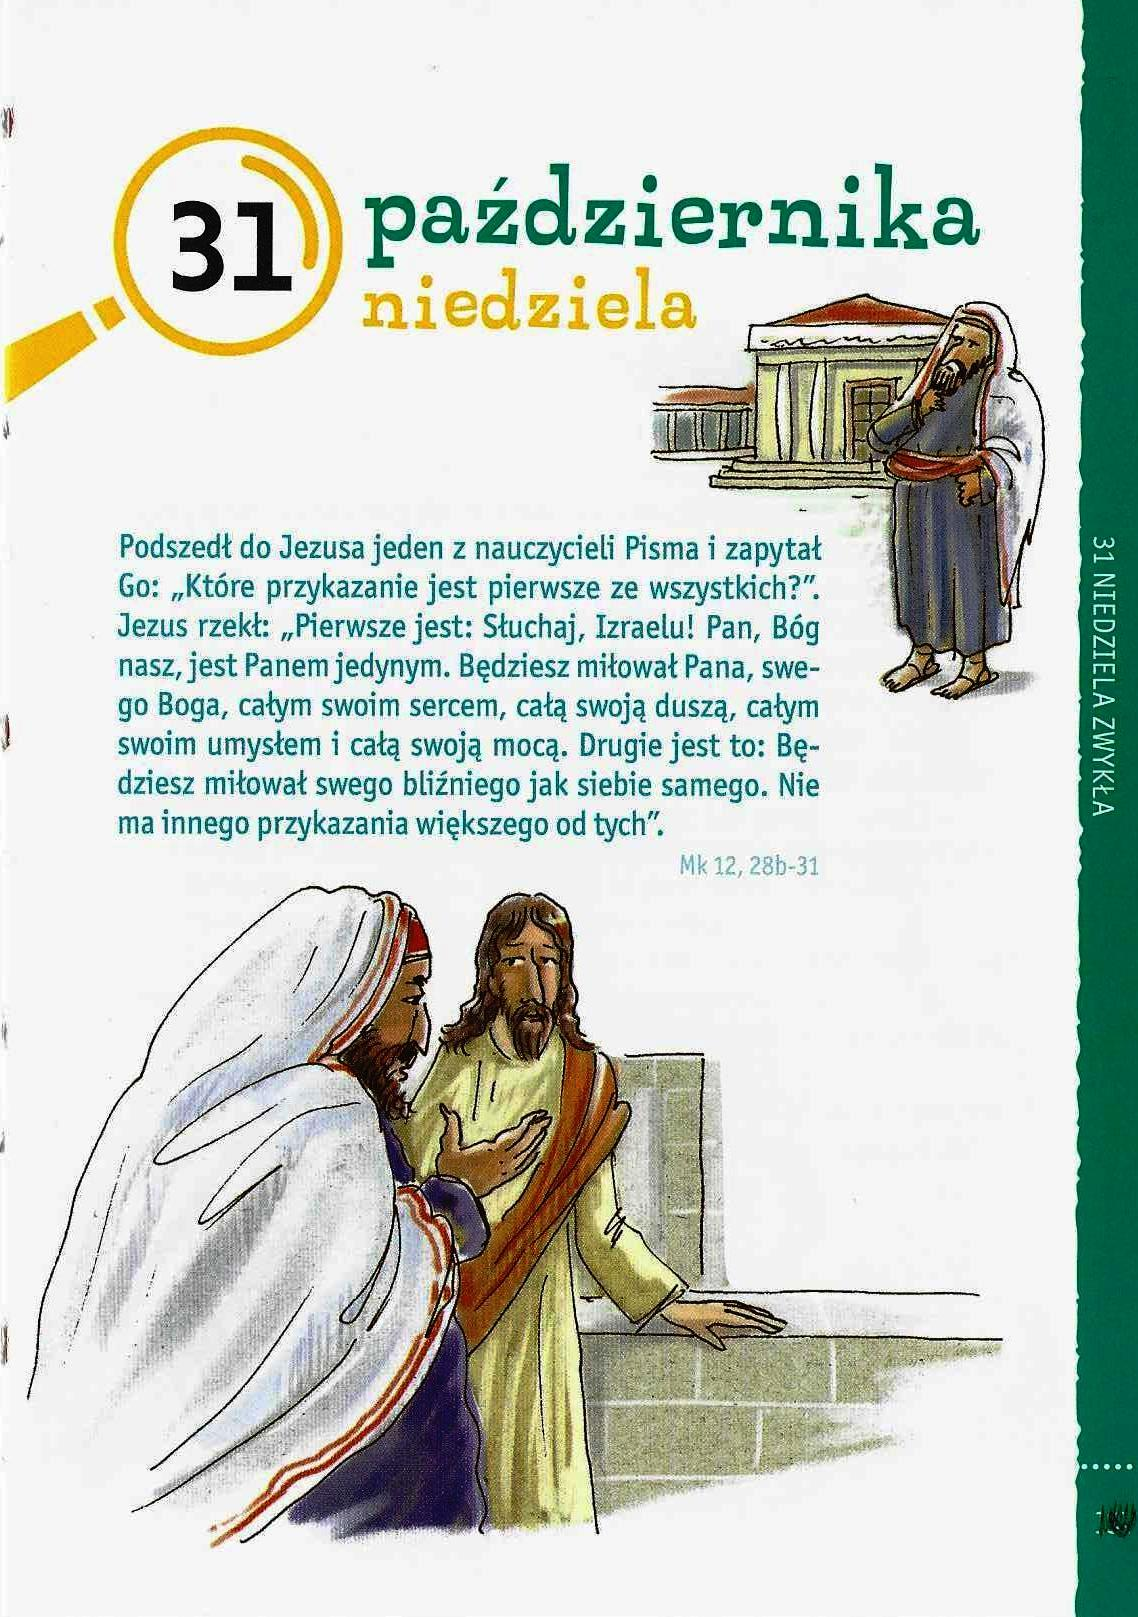 31
października
niedziela
Podszedł do Jezusa jeden z nauczycieli Pisma i zapytał
Go: „Które przykazanie jest pierwsze ze wszystkich?”.
Jezus rzekł: „Pierwsze jest: Słuchaj, Izraelu! Pan, Bóg
nasz, jest Panem jedynym. Będziesz miłował Pana, swe-
go Boga, całym swoim sercem, całą swoją duszą, całym
swoim umysłem i całą swoją mocą. Drugie jest to: Bę-
dziesz miłował swego bliźniego jak siebie samego. Nie
ma innego przykazania większego od tych”.
Mk 12, 28b-31
31 NIEDZIELA ZWYKŁA